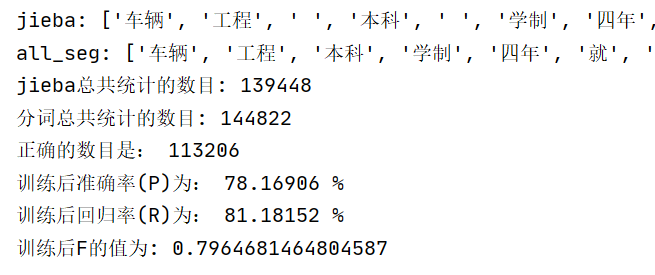 jieba: ['车辆', '工程', ' ', '本科', ' ', '学制', '四年',
all_seg: ['车辆', '工程', '本科', '学制', '四年', '就', '
jieba总共统计的数目: 139448
分词总共统计的数目: 144822
正确的数目是： 113206
训练后准确率(P)为： 78.16906 %
训练后回归率(R)为： 81.18152 %
训练后F的值为: 0.7964681464804587